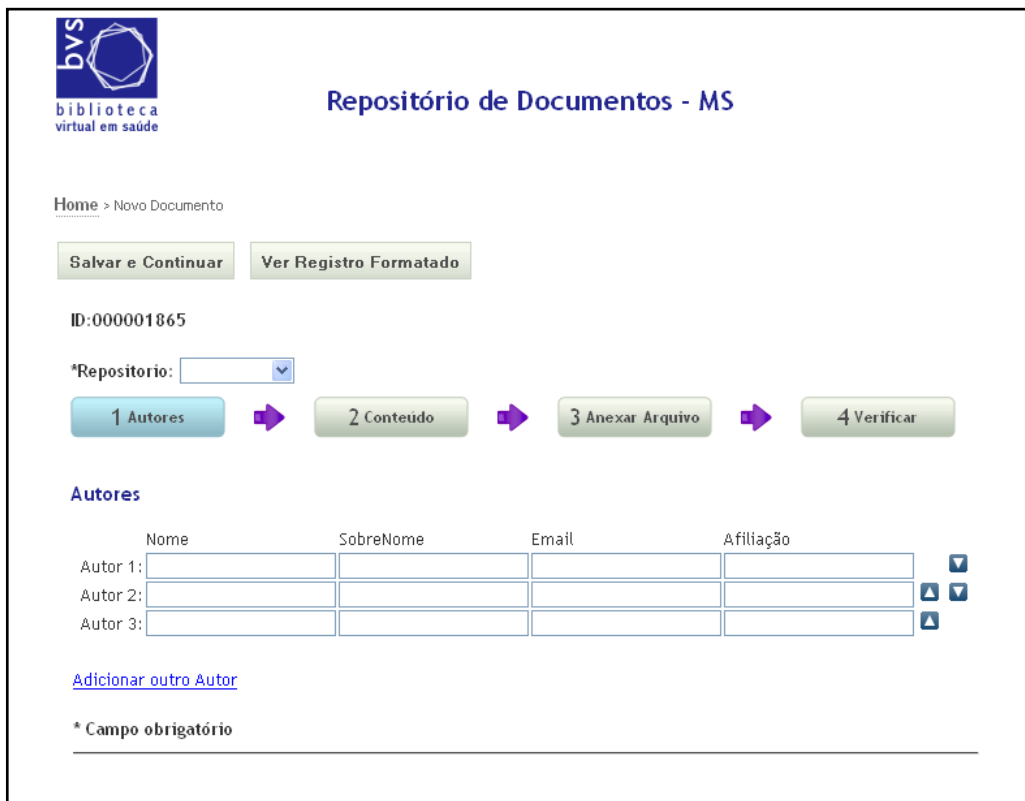 bvs
biblioteca
virtual em saúde
Repositório de Documentos - MS
Home > Novo Documento
Salvar e Continuar Ver Registro Formatado
ID:000001865
*Repositorio:
1 Autores 2 Conteúdo 3 Anexar Arquivo 4 Verificar
Autores
Nome SobreNome Email Afiliação
Autor 1:
Autor 2:
Autor 3:
Adicionar outro Autor
* Campo obrigatório